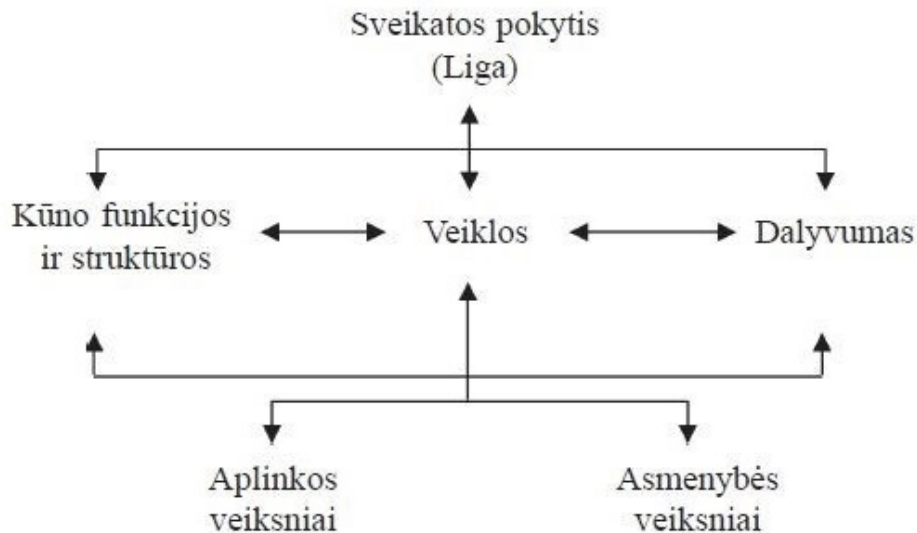 Sveikatos pokytis
(Liga)
Kūno funkcijos
ir struktūros
Veiklos
Dalyvumas
Aplinkos
veiksniai
Asmenybės
veiksniai